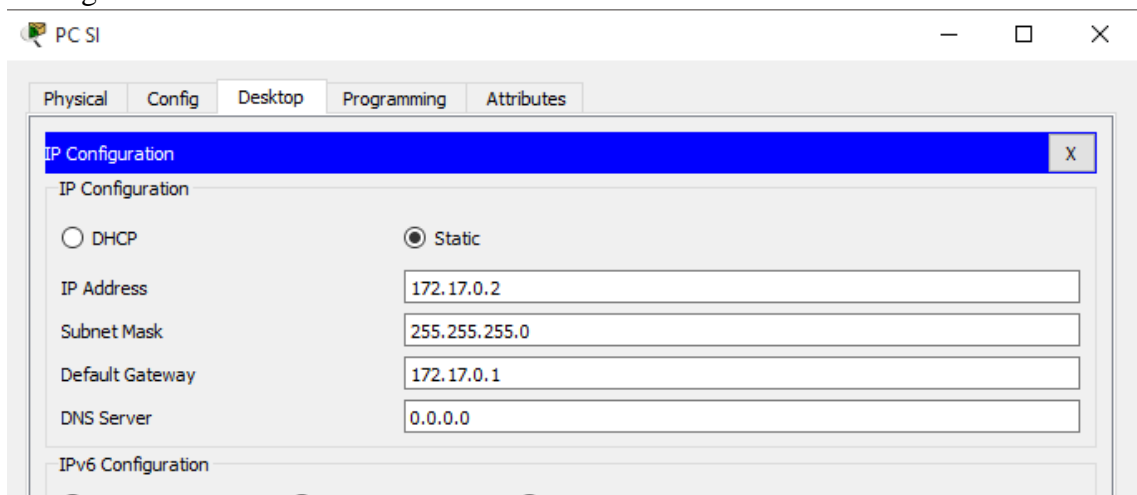 PC SI
Physical Config Desktop Programming Attributes
IP Configuration X
IP Configuration
DHCP Static
IP Address 172.17.0.2
Subnet Mask 255.255.255.0
Default Gateway 172.17.0.1
DNS Server 0.0.0.0
IPv6 Configuration